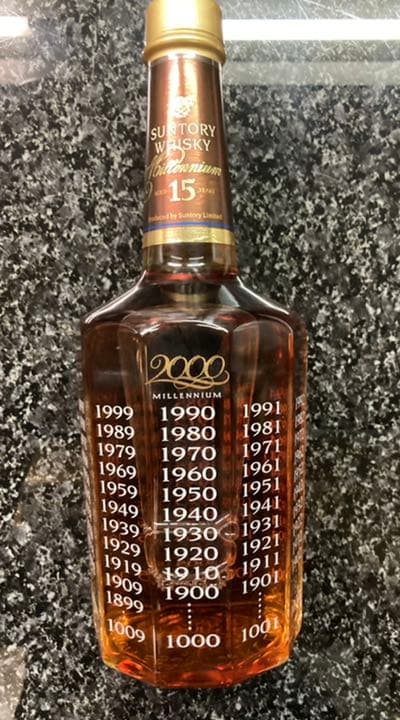 SUNTORY
WHISKY
Millennium
AGED 15 YEARS
Produced by Suntory Limited
2000
MILLENNIUM
1999 1990 1991
1989 1980 1981
1979 1970 1971
1969 1960 1961
1959 1950 1951
1949 1940 1941
1939 1930 1931
1929 1920 1921
1919 1910 1911
1909 1900 1901
1899
1009 1000 1001